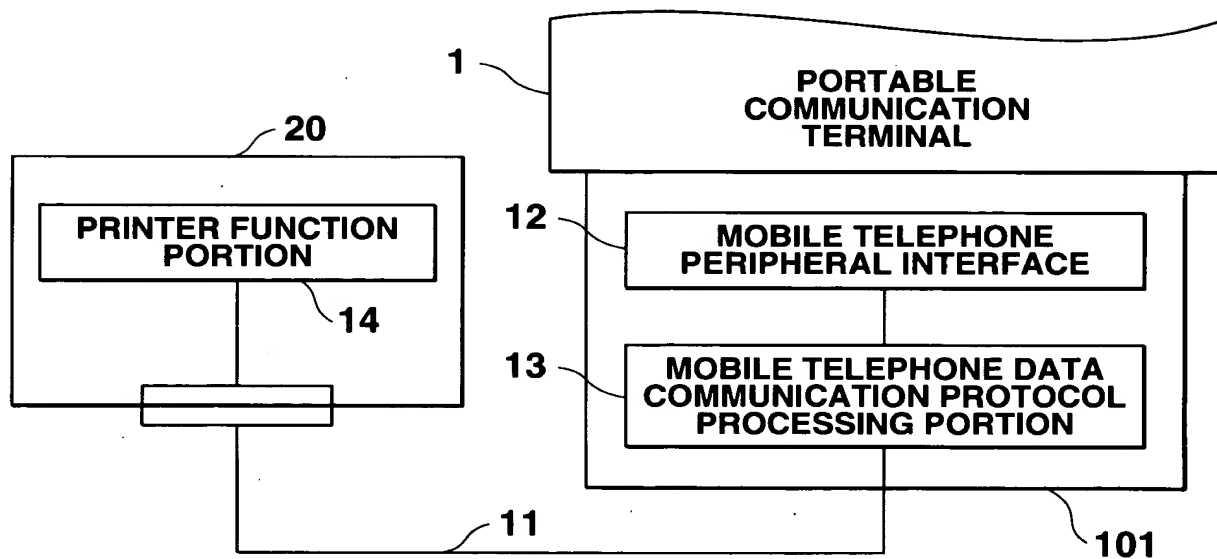 1
PORTABLE
COMMUNICATION
TERMINAL
20
PRINTER FUNCTION
PORTION
14
12
MOBILE TELEPHONE
PERIPHERAL INTERFACE
13
MOBILE TELEPHONE DATA
COMMUNICATION PROTOCOL
PROCESSING PORTION
11
101